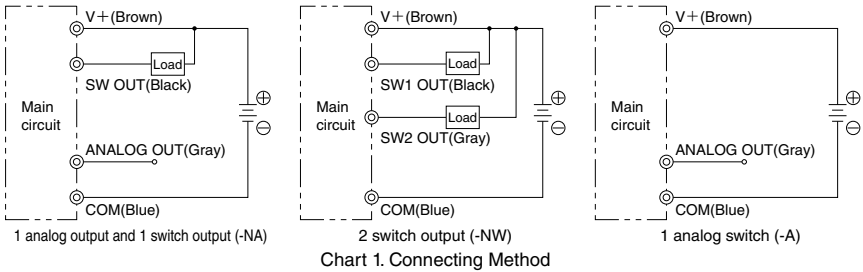 V+(Brown)
Load
SW OUT(Black)
Main
circuit
⊕
⊖
ANALOG OUT(Gray)
COM(Blue)
1 analog output and 1 switch output (-NA)
V+(Brown)
Load
SW1 OUT(Black)
Main
circuit
Load
SW2 OUT(Gray)
⊕
⊖
COM(Blue)
2 switch output (-NW)
V+(Brown)
Main
circuit
⊕
⊖
ANALOG OUT(Gray)
COM(Blue)
1 analog switch (-A)
Chart 1. Connecting Method